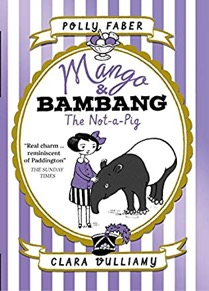 POLLY FABER
Mango
&
BAMBANG
The Not-a-Pig
"Real charm ...
reminiscent
of Paddington"
THE SUNDAY
TIMES
CLARA VULLIAMY